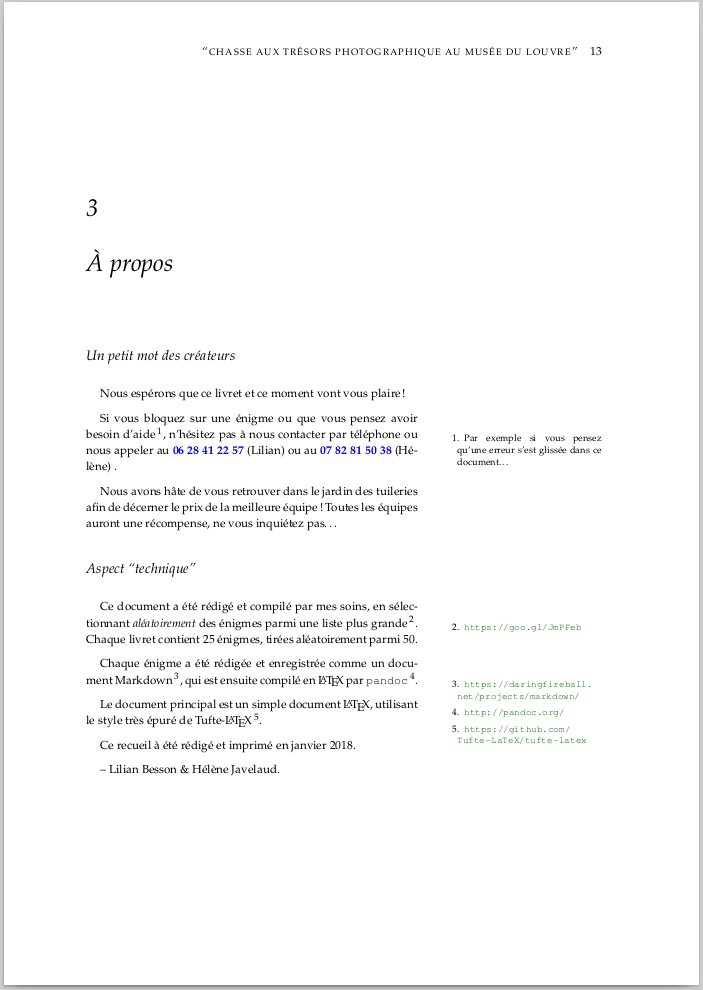 “CHASSE AUX TRÉSORS PHOTOGRAPHIQUE AU MUSÉE DU LOUVRE” 13
3
À propos
Un petit mot des créateurs
Nous espérons que ce livret et ce moment vont vous plaire !
Si vous bloquez sur une énigme ou que vous pensez avoir
besoin d’aide 1, n’hésitez pas à nous contacter par téléphone ou
nous appeler au 06 28 41 22 57 (Lilian) ou au 07 82 81 50 38 (Hé-
lène) .
1. Par exemple si vous pensez
qu’une erreur s’est glissée dans ce
document…
Nous avons hâte de vous retrouver dans le jardin des tuileries
afin de décerner le prix de la meilleure équipe ! Toutes les équipes
auront une récompense, ne vous inquiétez pas…
Aspect “technique”
Ce document a été rédigé et compilé par mes soins, en sélec-
tionnant aléatoirement des énigmes parmi une liste plus grande 2.
Chaque livret contient 25 énigmes, tirées aléatoirement parmi 50.
2. https://goo.gl/JmPFeb
Chaque énigme a été rédigée et enregistrée comme un docu-
ment Markdown 3, qui est ensuite compilé en LATEX par pandoc 4.
3. https://daringfireball.
net/projects/markdown/
4. http://pandoc.org/
Le document principal est un simple document LATEX, utilisant
le style très épuré de Tufte-LATEX 5.
5. https://github.com/
Tufte-LaTeX/tufte-latex
Ce recueil à été rédigé et imprimé en janvier 2018.
– Lilian Besson & Hélène Javelaud.